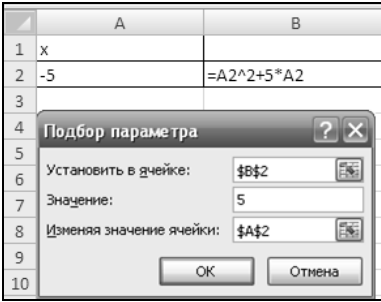 A B
1 x
2 -5 =A2^2+5*A2
3
4
5
6
7
8
9
10
Подбор параметра
Установить в ячейке: $B$2
Значение: 5
Изменяя значение ячейки: $A$2
OK Отмена